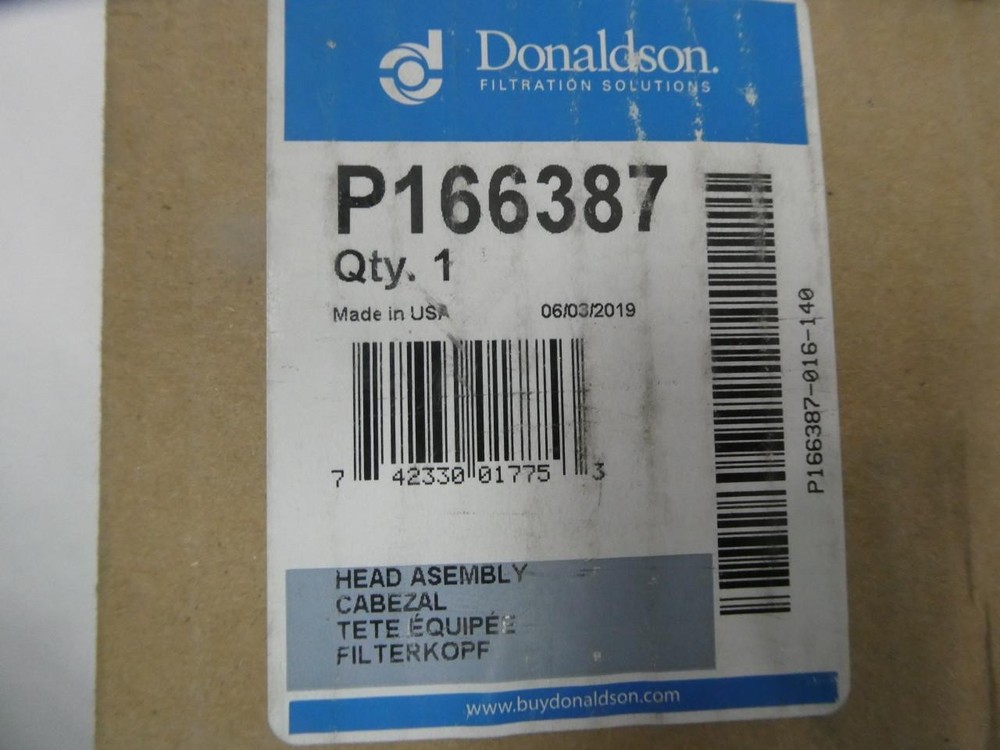 Donaldson.
FILTRATION SOLUTIONS
P166387
Qty. 1
Made in USA 06/03/2019
7 42330 01775 3
P166387-016-140
HEAD ASEMBLY
CABEZAL
TETE ÉQUIPÉE
FILTERKOPF
www.buydonaldson.com